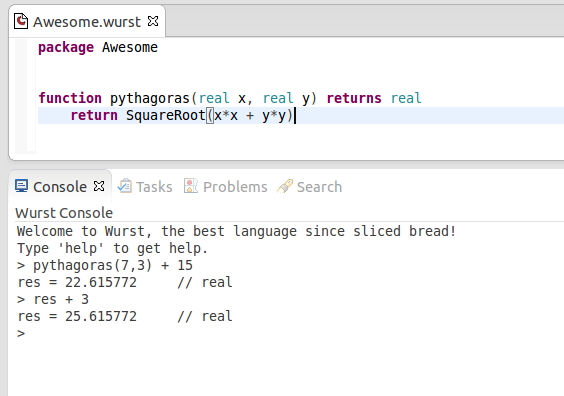 Awesome.wurst
package Awesome
function pythagoras(real x, real y) returns real
return SquareRoot(x*x + y*y)
Console Tasks Problems Search
Wurst Console
Welcome to Wurst, the best language since sliced bread!
Type 'help' to get help.
> pythagoras(7,3) + 15
res = 22.615772     // real
> res + 3
res = 25.615772     // real
>